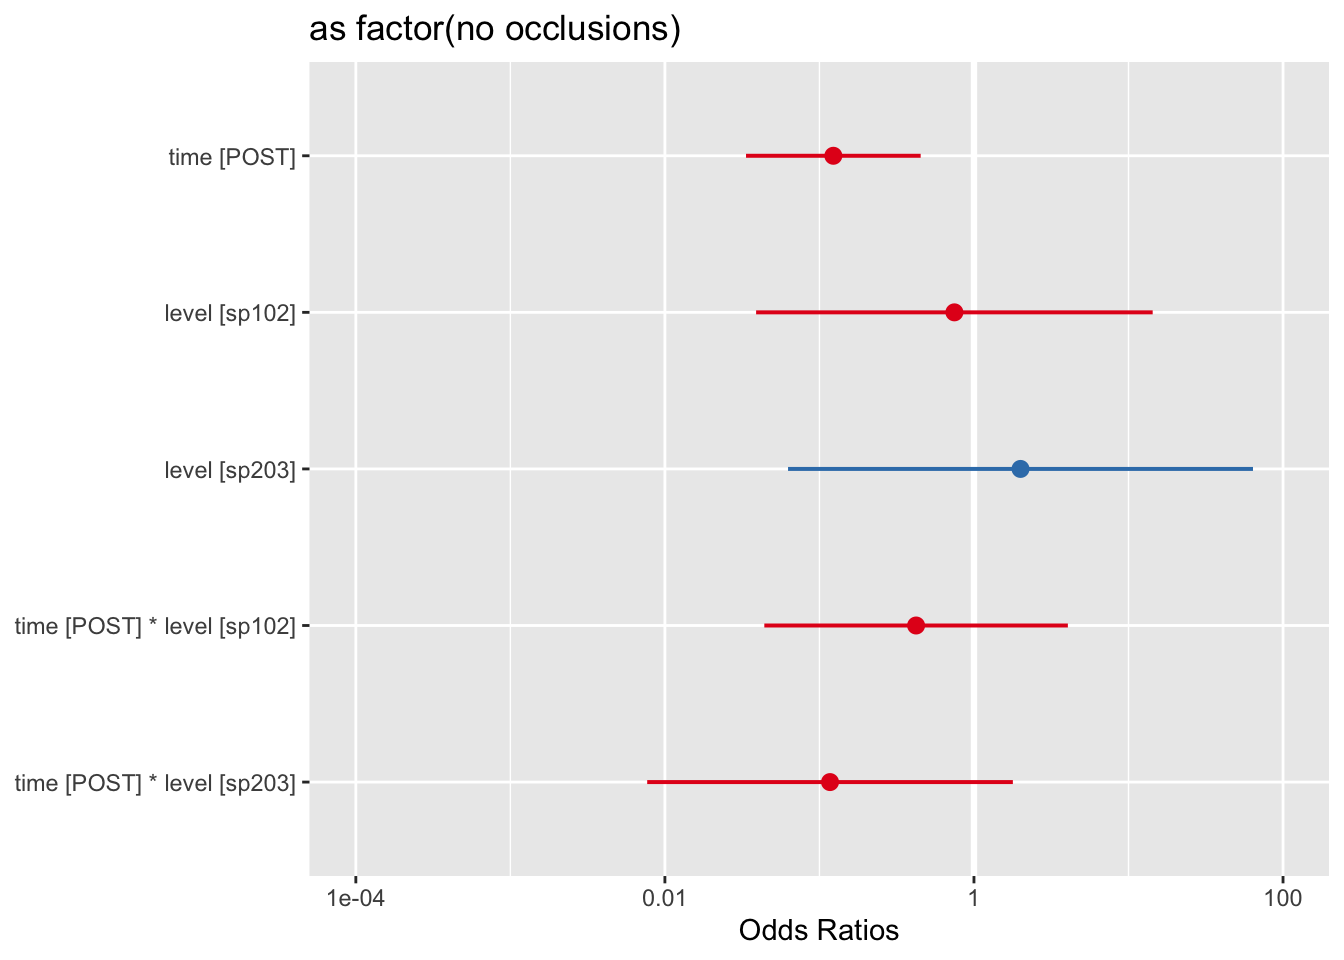 as factor(no occlusions)
time [POST]
level [sp102]
level [sp203]
time [POST] * level [sp102]
time [POST] * level [sp203]
1e-04 0.01 1 100
Odds Ratios